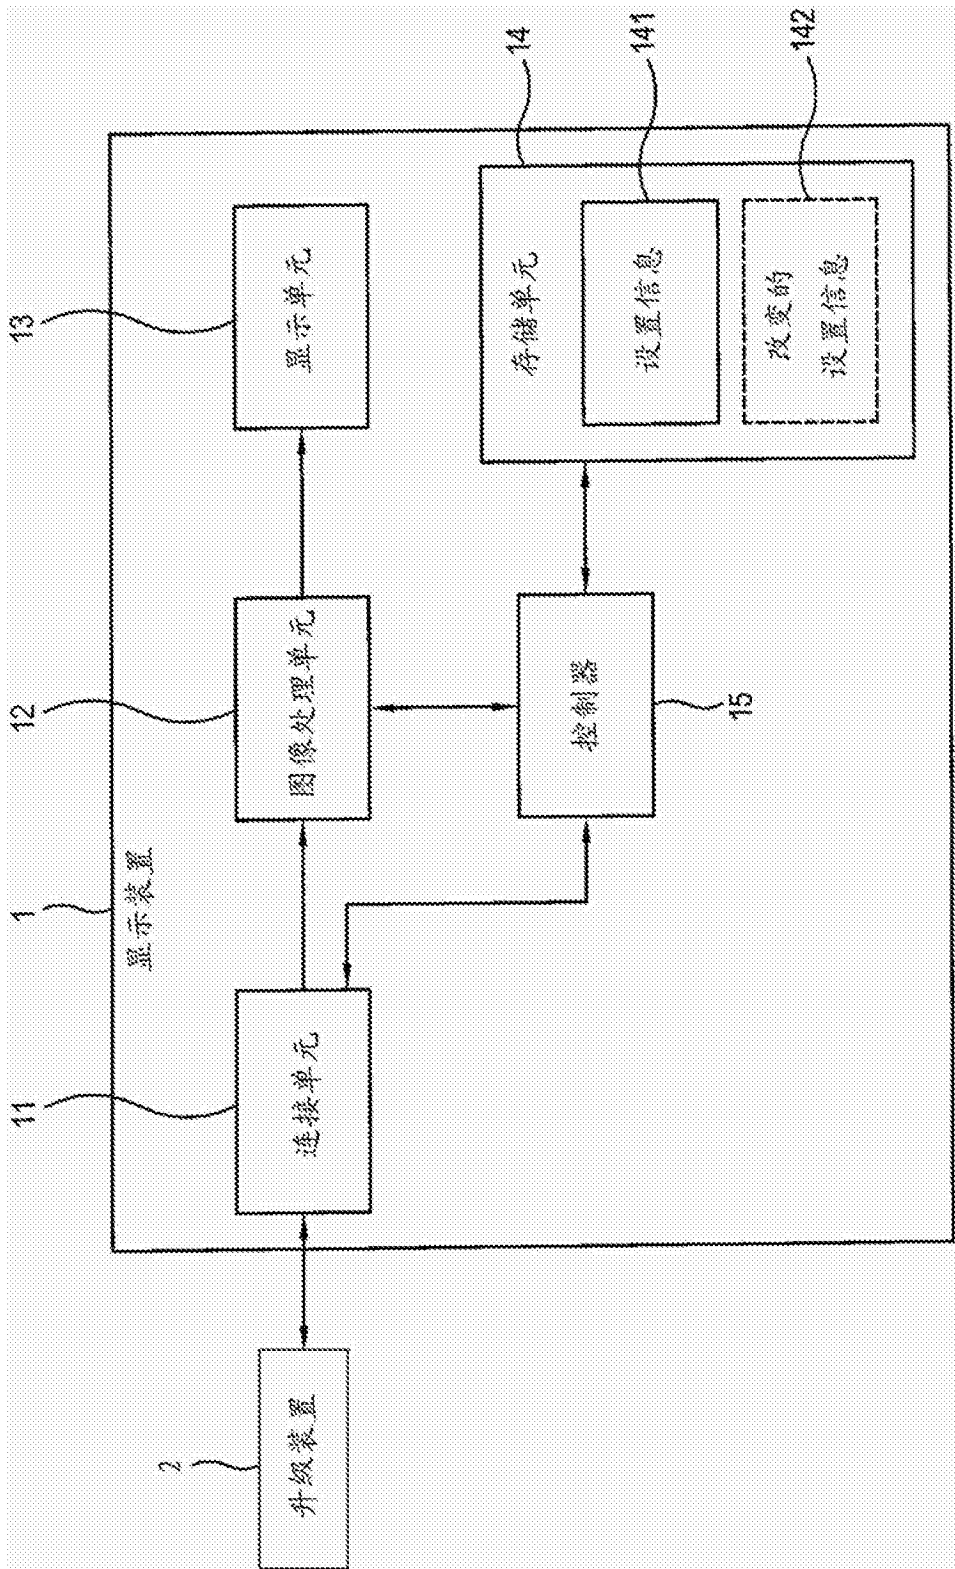 1
显示装置
2
升级装置
11
连接单元
12
图像处理单元
13
显示单元
15
控制器
14
存储单元
141
设置信息
142
改变的
设置信息